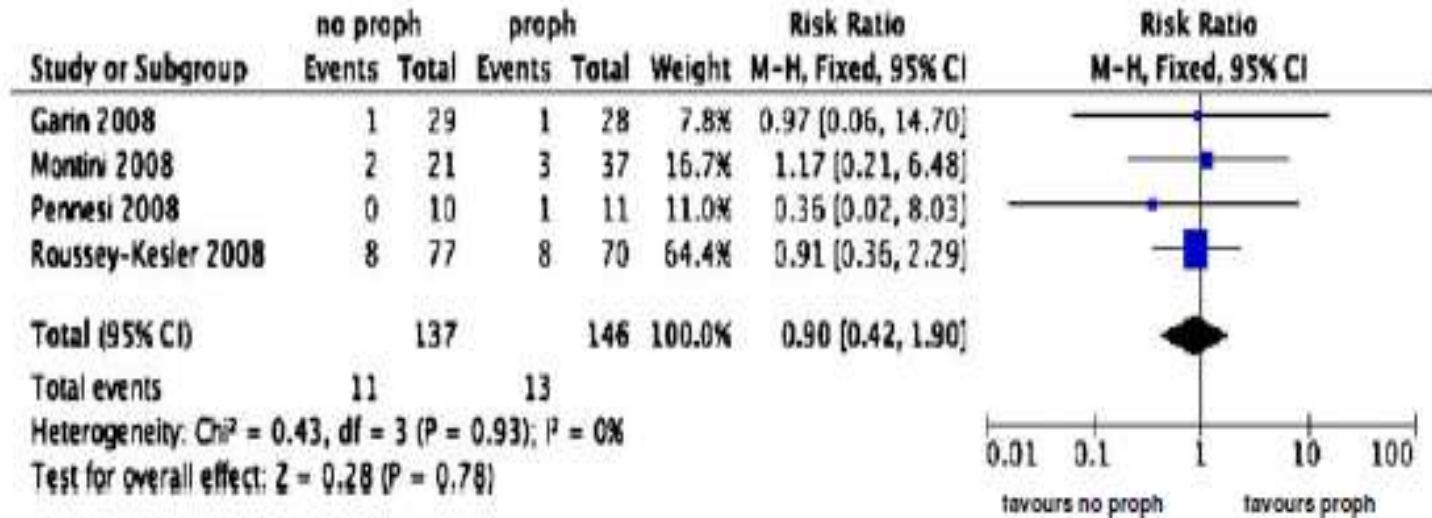 no proph proph Risk Ratio Risk Ratio
Study or Subgroup Events Total Events Total Weight M-H, Fixed, 95% CI M-H, Fixed, 95% CI
Garin 2008 1 29 1 28 7.8% 0.97 [0.06, 14.70]
Montini 2008 2 21 3 37 16.7% 1.17 [0.21, 6.48]
Pennesi 2008 0 10 1 11 11.0% 0.36 [0.02, 8.03]
Roussey-Kesler 2008 8 77 8 70 64.4% 0.91 [0.36, 2.29]
Total (95% CI) 137 146 100.0% 0.90 [0.42, 1.90]
Total events 11 13
Heterogeneity: Chi² = 0.43, df = 3 (P = 0.93); I² = 0%
Test for overall effect: Z = 0.28 (P = 0.78)
0.01 0.1 1 10 100
favours no proph favours proph